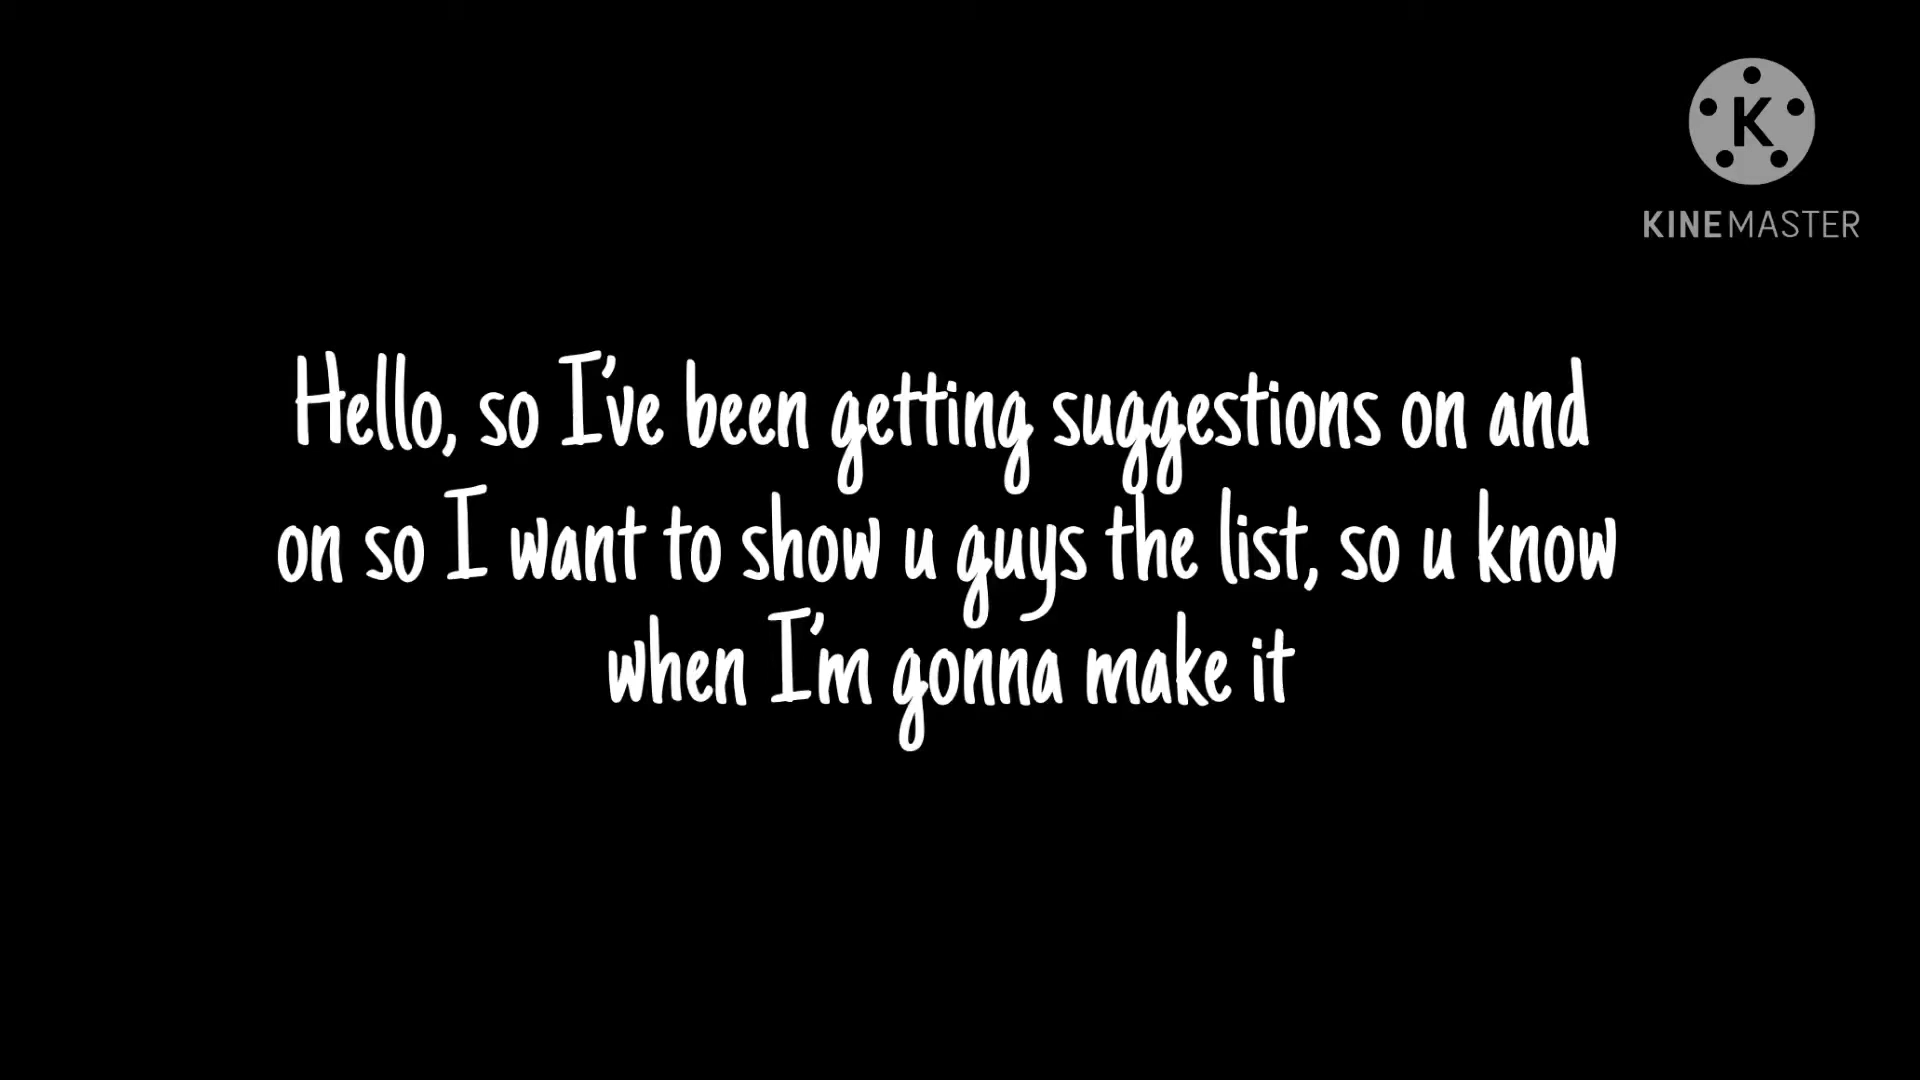 K
KINEMASTER
Hello, so I've been getting suggestions on and
on so I want to show u guys the list, so u know
when I'm gonna make it